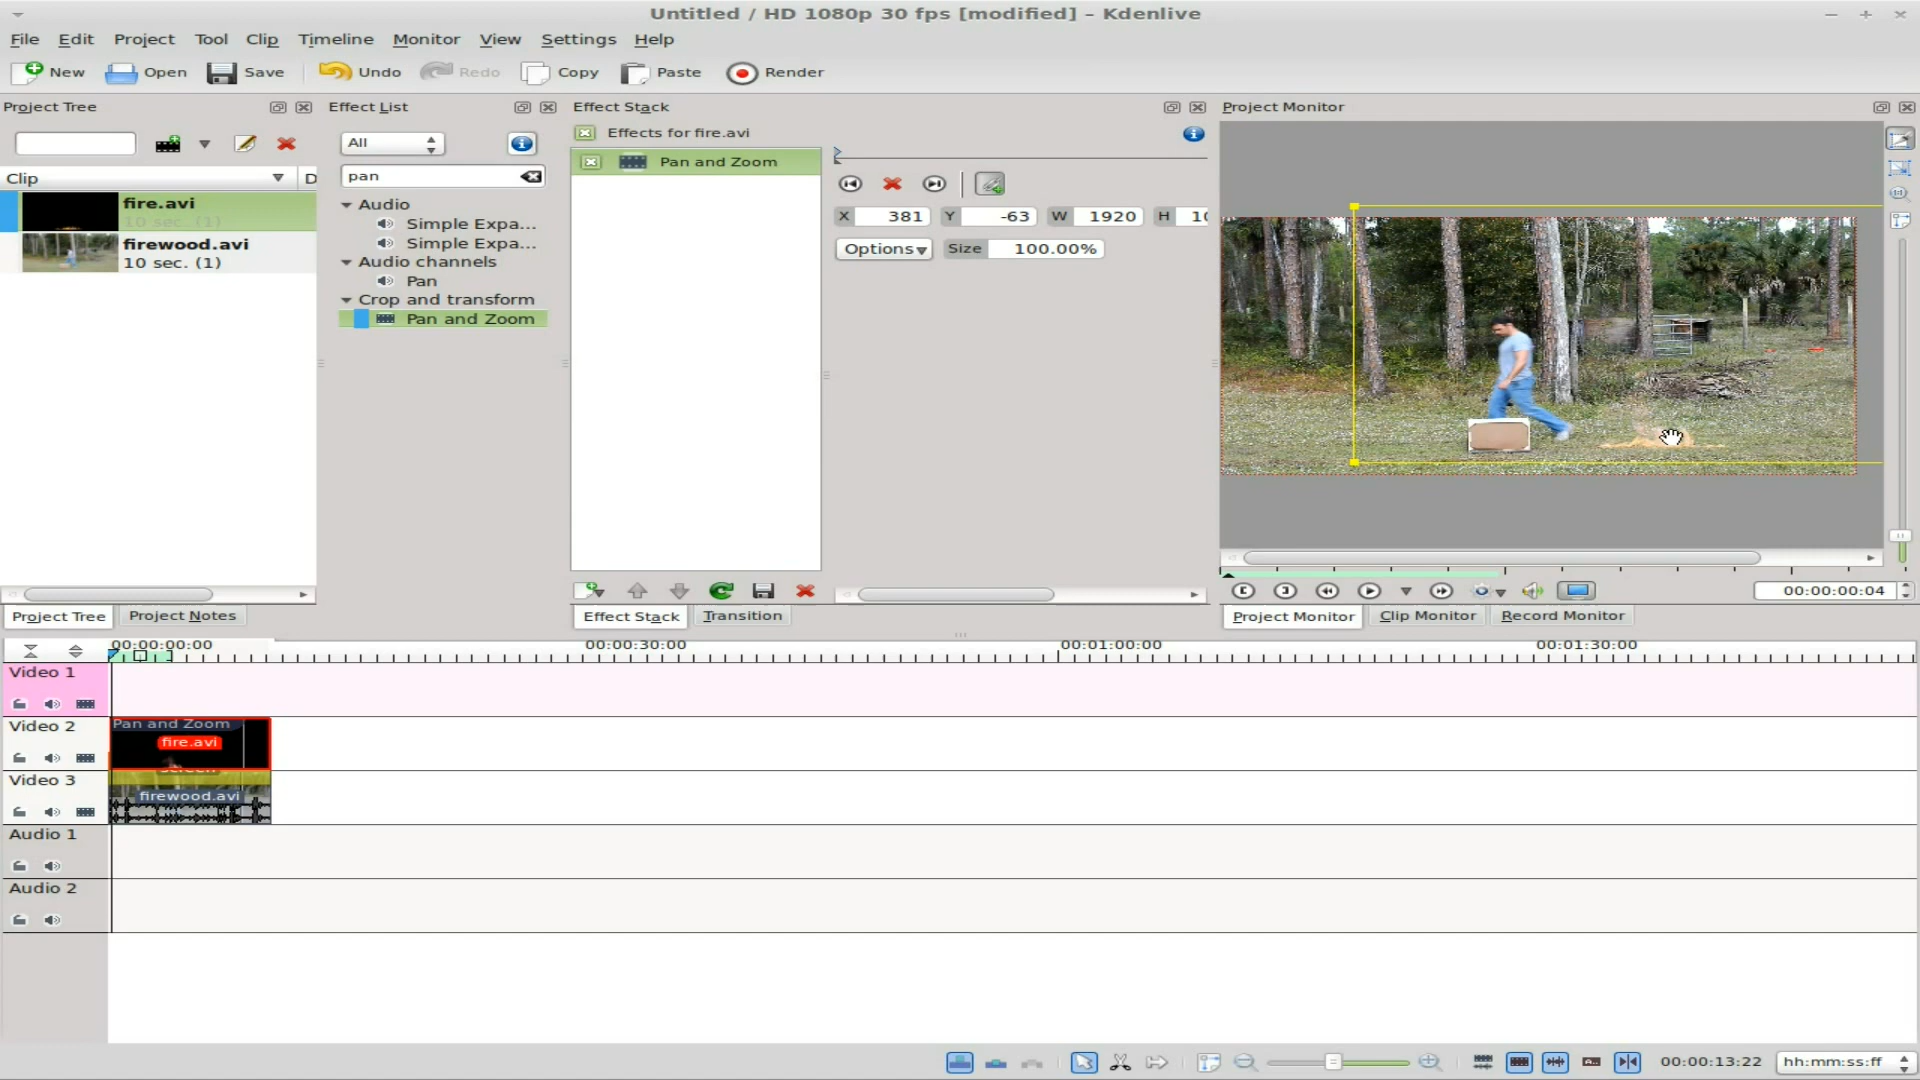 Untitled / HD 1080p 30 fps [modified] – Kdenlive
File Edit Project Tool Clip Timeline Monitor View Settings Help
New Open Save Undo Redo Copy Paste Render
Project Tree
Effect List
Effect Stack
Project Monitor
Effects for fire.avi
All
Pan and Zoom
pan
Clip
D
fire.avi
10 sec. (1)
firewood.avi
10 sec. (1)
Audio
Simple Expa...
Simple Expa...
Audio channels
Pan
Crop and transform
Pan and Zoom
X 381 Y -63 W 1920 H 10
Options Size 100.00%
00:00:00:04
Project Tree Project Notes
Effect Stack Transition
Project Monitor Clip Monitor Record Monitor
00:00:00:00 00:00:30:00 00:01:00:00 00:01:30:00
Video 1
Video 2
Pan and Zoom
fire.avi
Video 3
firewood.avi
Audio 1
Audio 2
00:00:13:22 hh:mm:ss:ff